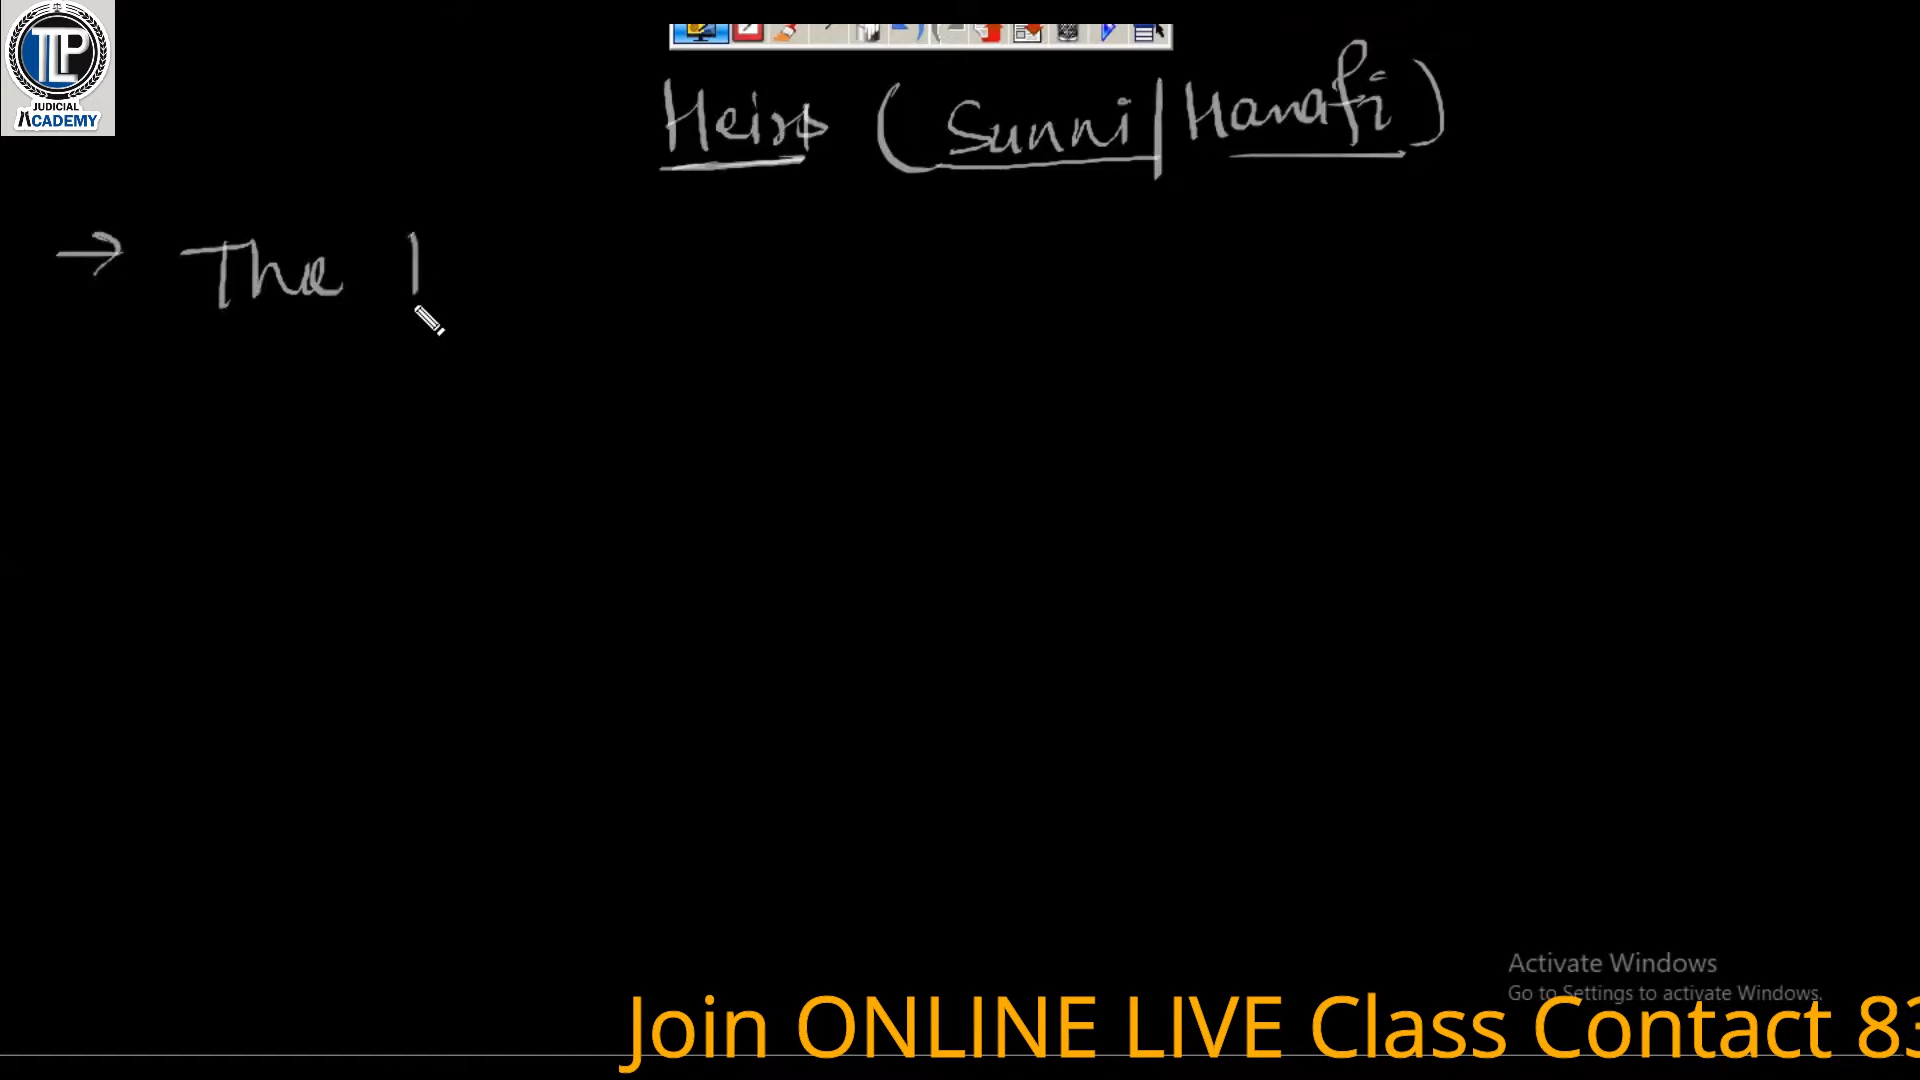 TLP
JUDICIAL
ACADEMY
Heirs (Sunni|Hanafi)
→ The
Activate Windows
Go to Settings to activate Windows.
Join ONLINE LIVE Class Contact 83